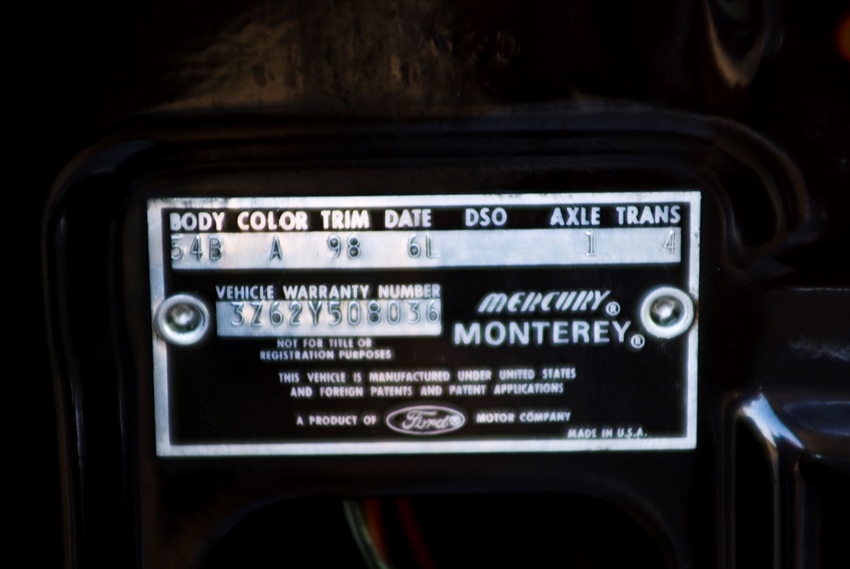 BODY COLOR TRIM DATE DSO AXLE TRANS
54B A 98 6L 1 4
VEHICLE WARRANTY NUMBER
3Z62Y508036
MERCURY®
MONTEREY®
NOT FOR TITLE OR
REGISTRATION PURPOSES
THIS VEHICLE IS MANUFACTURED UNDER UNITED STATES
AND FOREIGN PATENTS AND PATENT APPLICATIONS
A PRODUCT OF Ford® MOTOR COMPANY
MADE IN U.S.A.